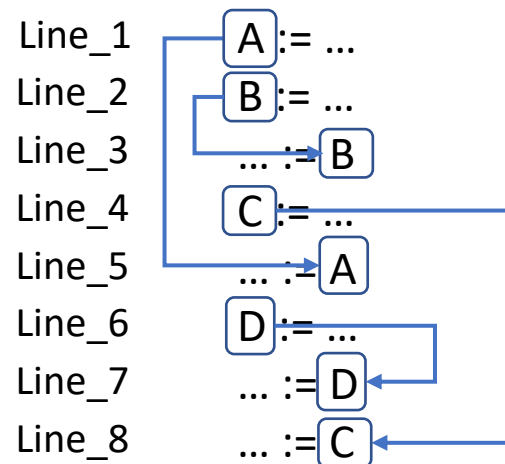 Line_1 A := ...
Line_2 B := ...
Line_3 ... := B
Line_4 C := ...
Line_5 ... := A
Line_6 D := ...
Line_7 ... := D
Line_8 ... := C